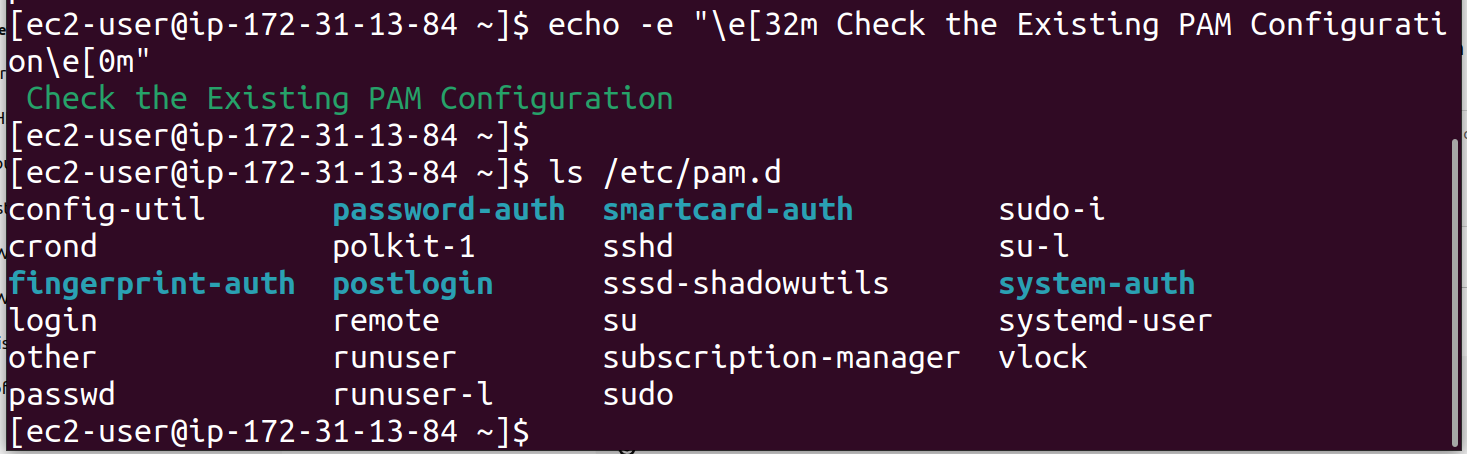 [ec2-user@ip-172-31-13-84 ~]$ echo -e "\e[32m Check the Existing PAM Configurati
on\e[0m"
 Check the Existing PAM Configuration
[ec2-user@ip-172-31-13-84 ~]$
[ec2-user@ip-172-31-13-84 ~]$ ls /etc/pam.d
config-util       password-auth  smartcard-auth        sudo-i
crond             polkit-1       sshd                  su-l
fingerprint-auth  postlogin      sssd-shadowutils      system-auth
login             remote         su                    systemd-user
other             runuser        subscription-manager  vlock
passwd            runuser-l      sudo
[ec2-user@ip-172-31-13-84 ~]$